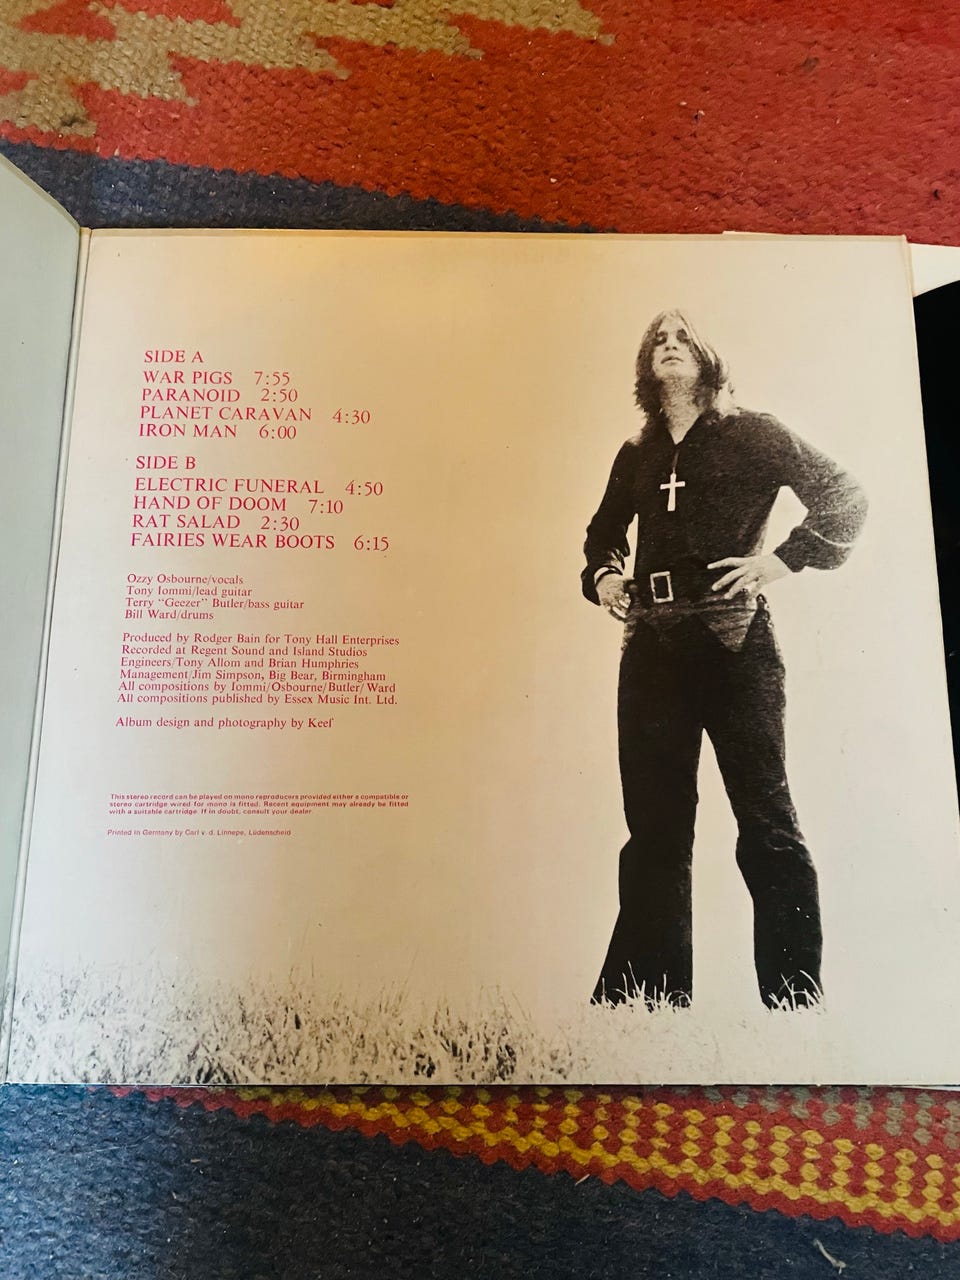 SIDE A
WAR PIGS 7:55
PARANOID 2:50
PLANET CARAVAN 4:30
IRON MAN 6:00
SIDE B
ELECTRIC FUNERAL 4:50
HAND OF DOOM 7:10
RAT SALAD 2:30
FAIRIES WEAR BOOTS 6:15
Ozzy Osbourne/vocals
Tony Iommi/lead guitar
Terry “Geezer” Butler/bass guitar
Bill Ward/drums
Produced by Rodger Bain for Tony Hall Enterprises
Recorded at Regent Sound and Island Studios
Engineers/Tony Allom and Brian Humphries
Management/Jim Simpson, Big Bear, Birmingham
All compositions by Iommi/Osbourne/Butler/Ward
All compositions published by Essex Music Int. Ltd.
Album design and photography by Keef
This stereo record can be played on mono reproducers provided either a compatible or
stereo cartridge wired for mono is fitted. Recent equipment may already be fitted
with a suitable cartridge. If in doubt, consult your dealer.
Printed in Germany by Carl v. d. Linnepe, Lüdenscheid